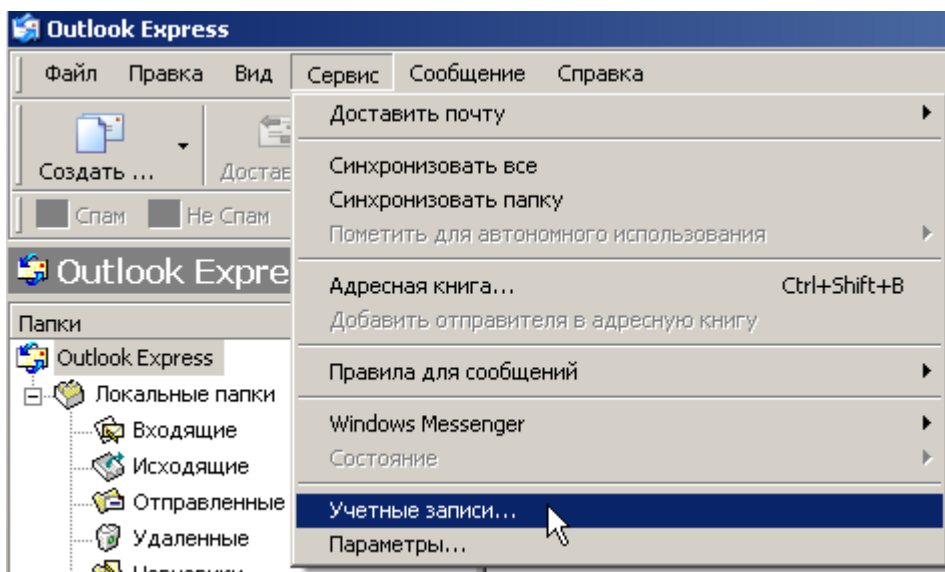 Outlook Express
Файл Правка Вид Сервис Сообщение Справка
Создать ...
Спам Не Спам
Outlook Expre
Папки
Outlook Express
Локальные папки
Входящие
Исходящие
Отправленные
Удаленные
Доставить почту
Синхронизовать все
Синхронизовать папку
Пометить для автономного использования
Адресная книга... Ctrl+Shift+B
Добавить отправителя в адресную книгу
Правила для сообщений
Windows Messenger
Состояние
Учетные записи...
Параметры...